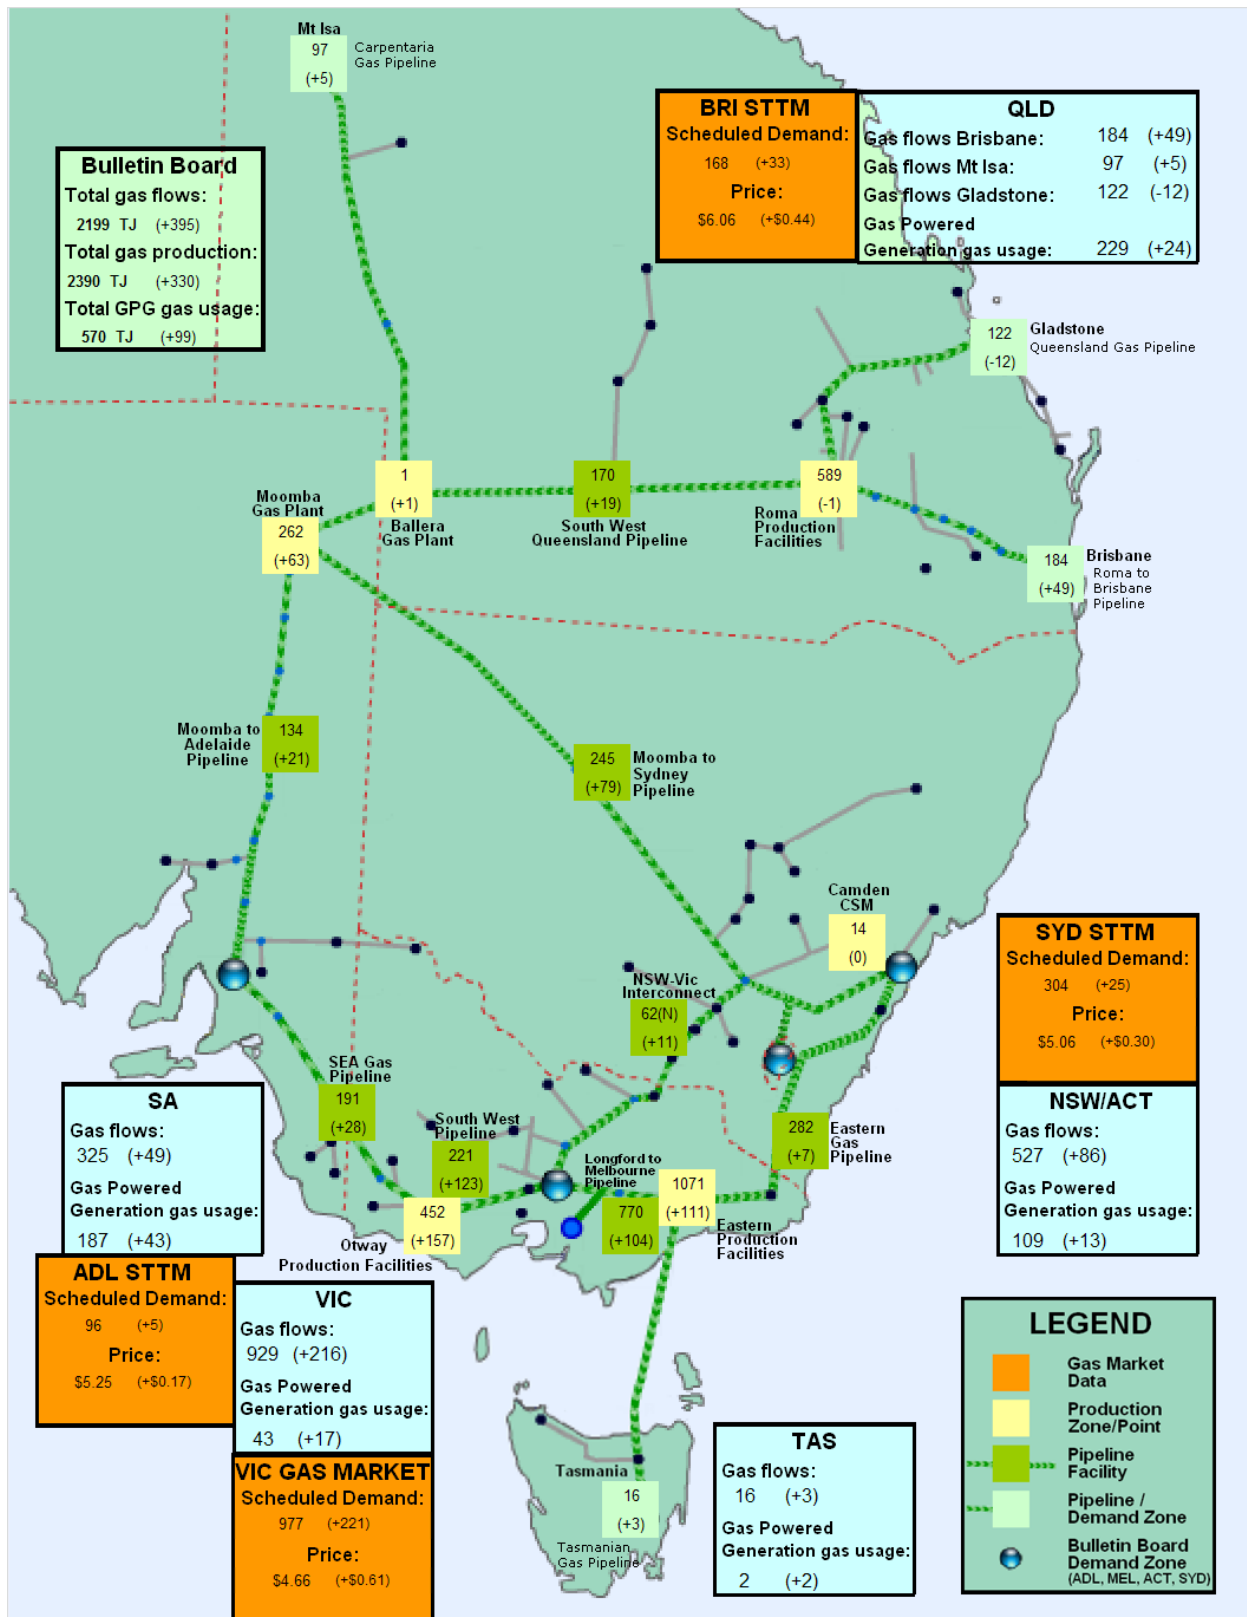 Mt Isa
97
(+5)
Carpentaria
Gas Pipeline
BRI STTM
Scheduled Demand:
168 (+33)
Price:
$6.06 (+$0.44)
QLD
Gas flows Brisbane: 184 (+49)
Gas flows Mt Isa: 97 (+5)
Gas flows Gladstone: 122 (-12)
Gas Powered
Generation gas usage: 229 (+24)
Bulletin Board
Total gas flows:
2199 TJ (+395)
Total gas production:
2390 TJ (+330)
Total GPG gas usage:
570 TJ (+99)
122
(-12)
Gladstone
Queensland Gas Pipeline
1
(+1)
Ballera
Gas Plant
170
(+19)
South West
Queensland Pipeline
589
(-1)
Roma
Production
Facilities
Moomba
Gas Plant
262
(+63)
184
(+49)
Brisbane
Roma to
Brisbane
Pipeline
Moomba to
Adelaide
Pipeline
134
(+21)
245
(+79)
Moomba to
Sydney
Pipeline
Camden
CSM
14
(0)
SYD STTM
Scheduled Demand:
304 (+25)
Price:
$5.06 (+$0.30)
NSW/ACT
Gas flows:
527 (+86)
Gas Powered
Generation gas usage:
109 (+13)
NSW-Vic
Interconnect
62(N)
(+11)
SEA Gas
Pipeline
191
(+28)
South West
Pipeline
221
(+123)
Longford to
Melbourne
Pipeline
770
(+104)
1071
(+111)
Eastern
Production
Facilities
282
(+7)
Eastern
Gas
Pipeline
452
(+157)
Otway
Production Facilities
SA
Gas flows:
325 (+49)
Gas Powered
Generation gas usage:
187 (+43)
ADL STTM
Scheduled Demand:
96 (+5)
Price:
$5.25 (+$0.17)
VIC
Gas flows:
929 (+216)
Gas Powered
Generation gas usage:
43 (+17)
VIC GAS MARKET
Scheduled Demand:
977 (+221)
Price:
$4.66 (+$0.61)
Tasmania
16
(+3)
Tasmanian
Gas Pipeline
TAS
Gas flows:
16 (+3)
Gas Powered
Generation gas usage:
2 (+2)
LEGEND
Gas Market
Data
Production
Zone/Point
Pipeline
Facility
Pipeline /
Demand Zone
Bulletin Board
Demand Zone
(ADL, MEL, ACT, SYD)